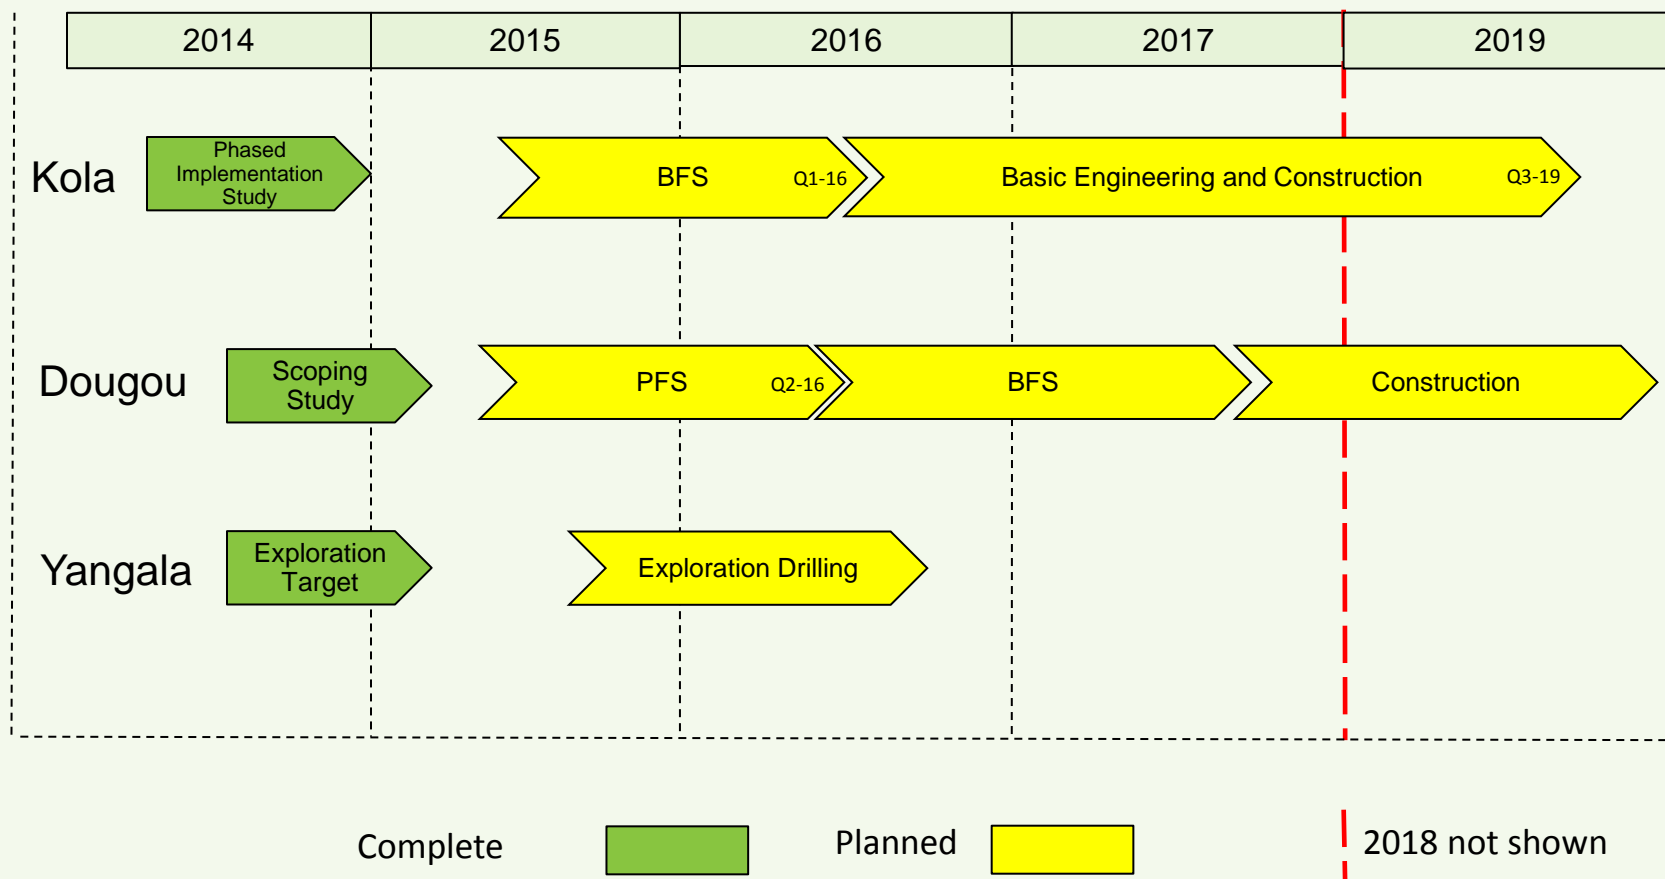 2014
2015
2016
2017
2019
Kola
Phased
Implementation
Study
BFS
Q1-16
Basic Engineering and Construction
Q3-19
Dougou
Scoping
Study
PFS
Q2-16
BFS
Construction
Yangala
Exploration
Target
Exploration Drilling
Complete
Planned
2018 not shown